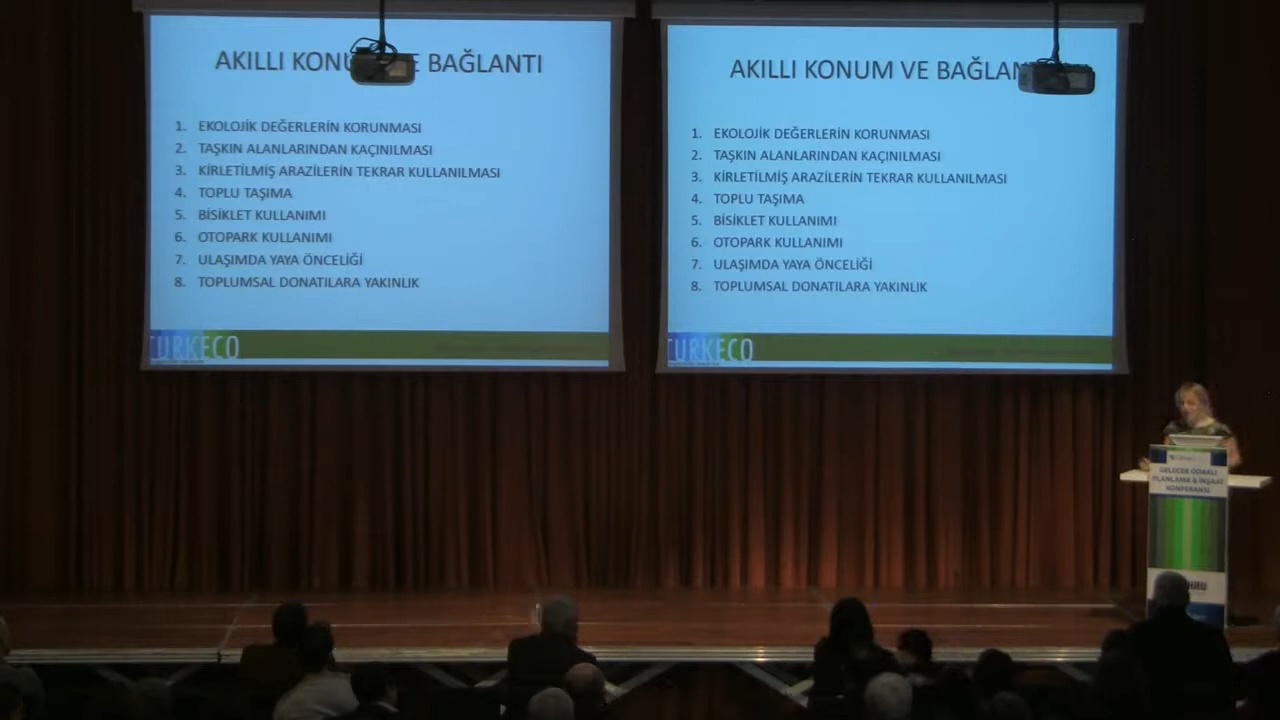 AKILLI KONU E BAĞLANTI
1. EKOLOJİK DEĞERLERİN KORUNMASI
2. TAŞKIN ALANLARINDAN KAÇINILMASI
3. KİRLETİLMİŞ ARAZİLERİN TEKRAR KULLANILMASI
4. TOPLU TAŞIMA
5. BİSİKLET KULLANIMI
6. OTOPARK KULLANIMI
7. ULAŞIMDA YAYA ÖNCELİĞİ
8. TOPLUMSAL DONATILARA YAKINLIK
TURKECO
AKILLI KONUM VE BAĞLAN
1. EKOLOJİK DEĞERLERİN KORUNMASI
2. TAŞKIN ALANLARINDAN KAÇINILMASI
3. KİRLETİLMİŞ ARAZİLERİN TEKRAR KULLANILMASI
4. TOPLU TAŞIMA
5. BİSİKLET KULLANIMI
6. OTOPARK KULLANIMI
7. ULAŞIMDA YAYA ÖNCELİĞİ
8. TOPLUMSAL DONATILARA YAKINLIK
TURKECO
GELECEK ODAKLI
PLANLAMA & İNŞAAT
KONFERANSI